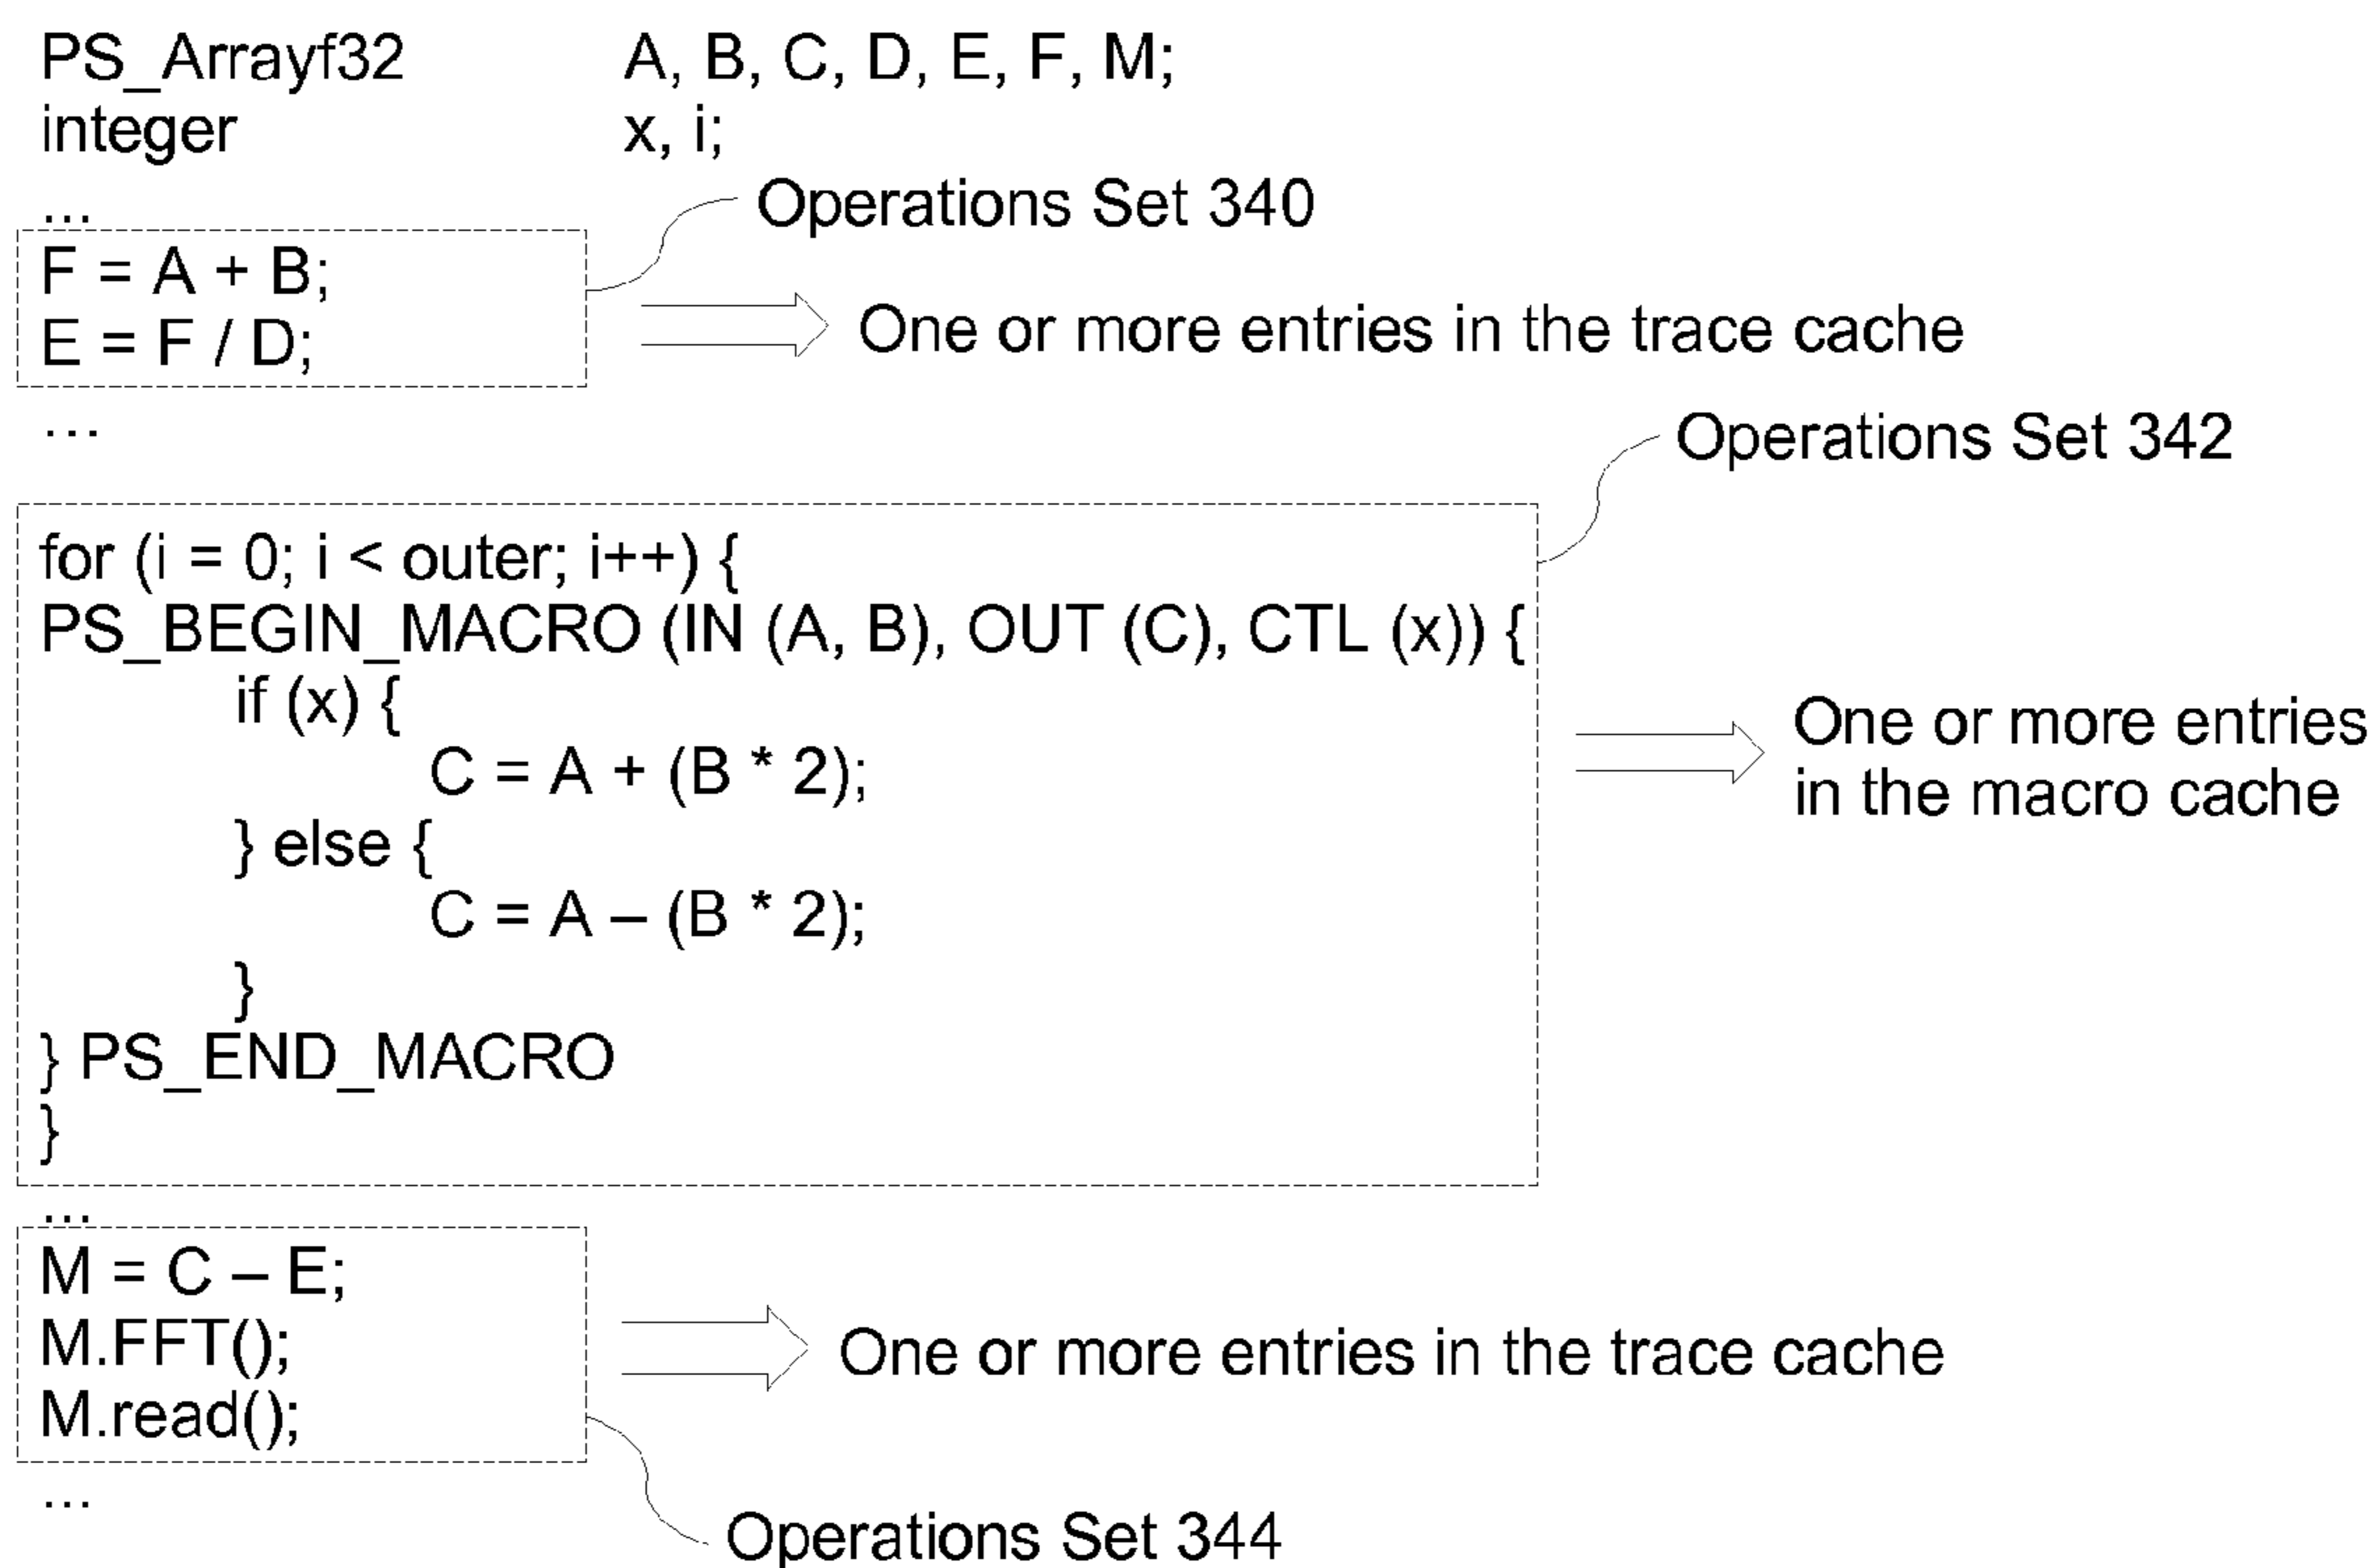 PS_Arrayf32 A, B, C, D, E, F, M;
integer x, i;
...
Operations Set 340
F = A + B;
E = F / D;
One or more entries in the trace cache
...
Operations Set 342
for (i = 0; i < outer; i++) {
PS_BEGIN_MACRO (IN (A, B), OUT (C), CTL (x)) {
if (x) {
C = A + (B * 2);
} else {
C = A – (B * 2);
}
} PS_END_MACRO
}
One or more entries
in the macro cache
...
M = C – E;
M.FFT();
M.read();
One or more entries in the trace cache
...
Operations Set 344